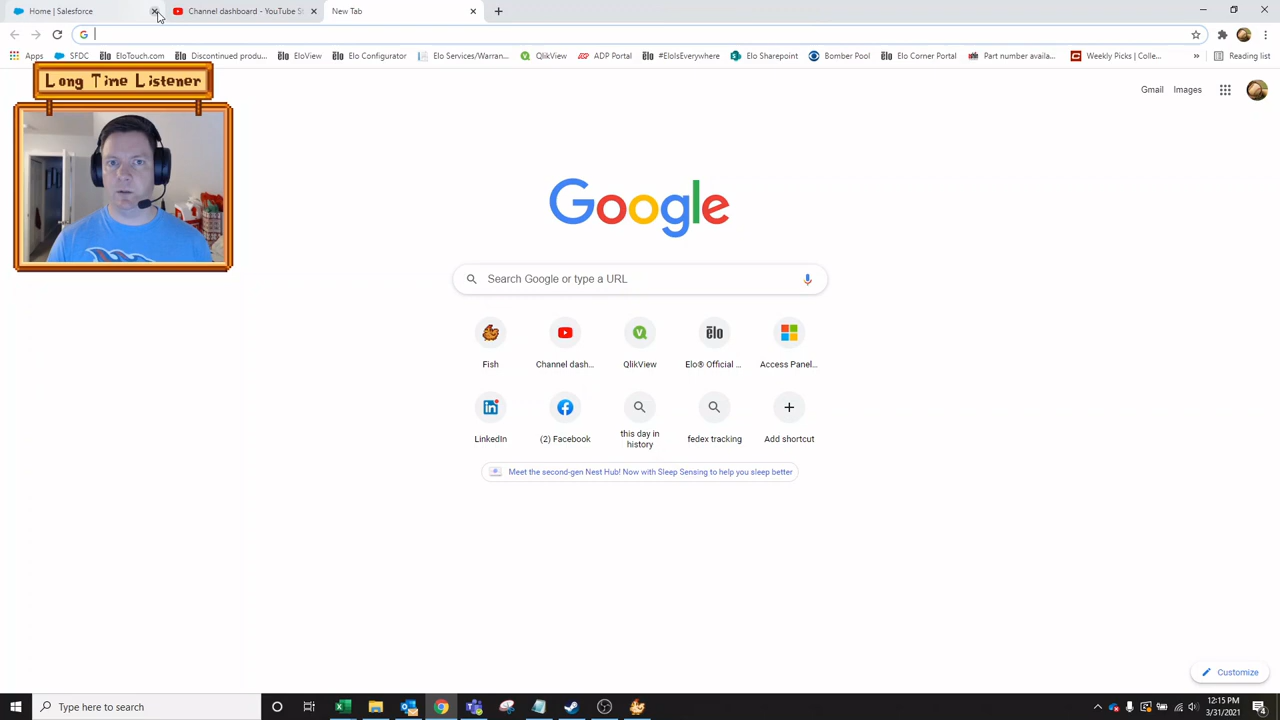 Home | Salesforce
Channel dashboard - YouTube St
New Tab
Apps
SFDC
EloTouch.com
Discontinued produ...
EloView
Elo Configurator
Elo Services/Warran...
QlikView
ADP Portal
#EloIsEverywhere
Elo Sharepoint
Bomber Pool
Elo Corner Portal
Part number availa...
Weekly Picks | Colle...
»
Reading list
Long Time Listener
Gmail
Images
Google
Search Google or type a URL
Fish
Channel dash...
QlikView
Elo® Official ...
Access Panel...
LinkedIn
(2) Facebook
this day in
history
fedex tracking
Add shortcut
Meet the second-gen Nest Hub! Now with Sleep Sensing to help you sleep better
Customize
Type here to search
12:15 PM
3/31/2021